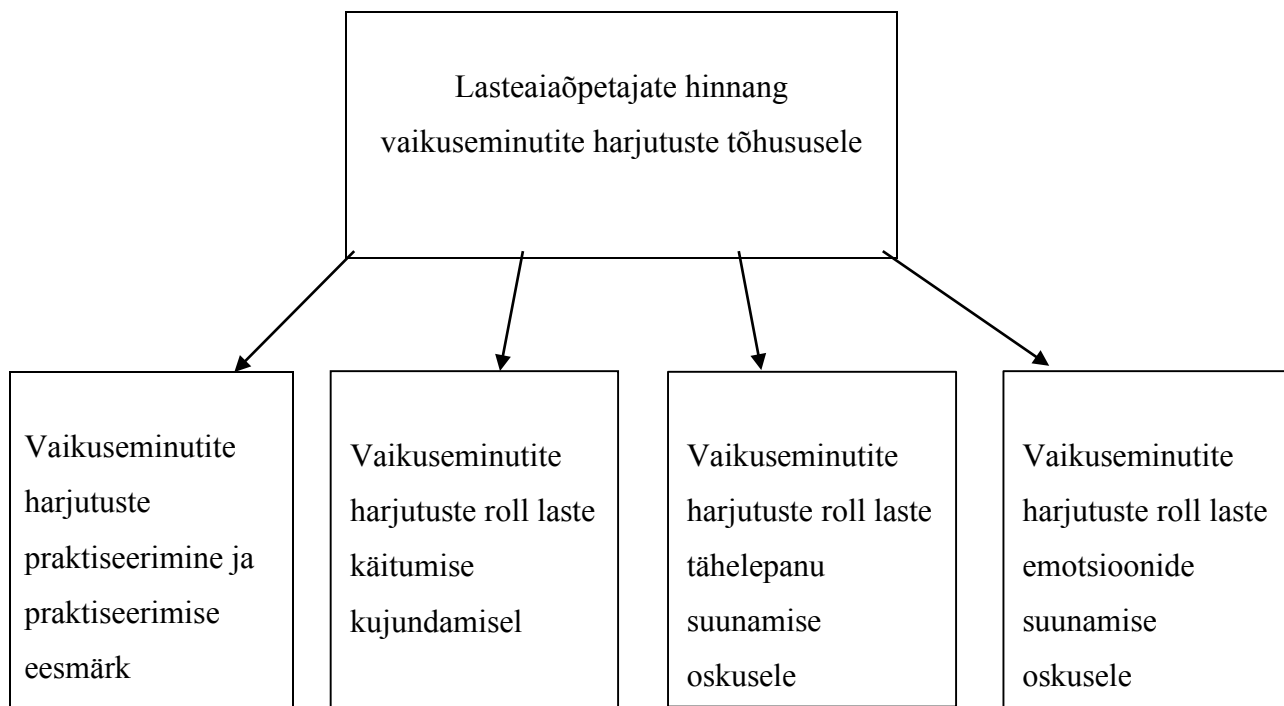 Lasteaiaõpetajate hinnang
vaikuseminutite harjutuste tõhususele
Vaikuseminutite
harjutuste
praktiseerimine ja
praktiseerimise
eesmärk
Vaikuseminutite
harjutuste roll laste
käitumise
kujundamisel
Vaikuseminutite
harjutuste roll laste
tähelepanu
suunamise
oskusele
Vaikuseminutite
harjutuste roll laste
emotsioonide
suunamise
oskusele